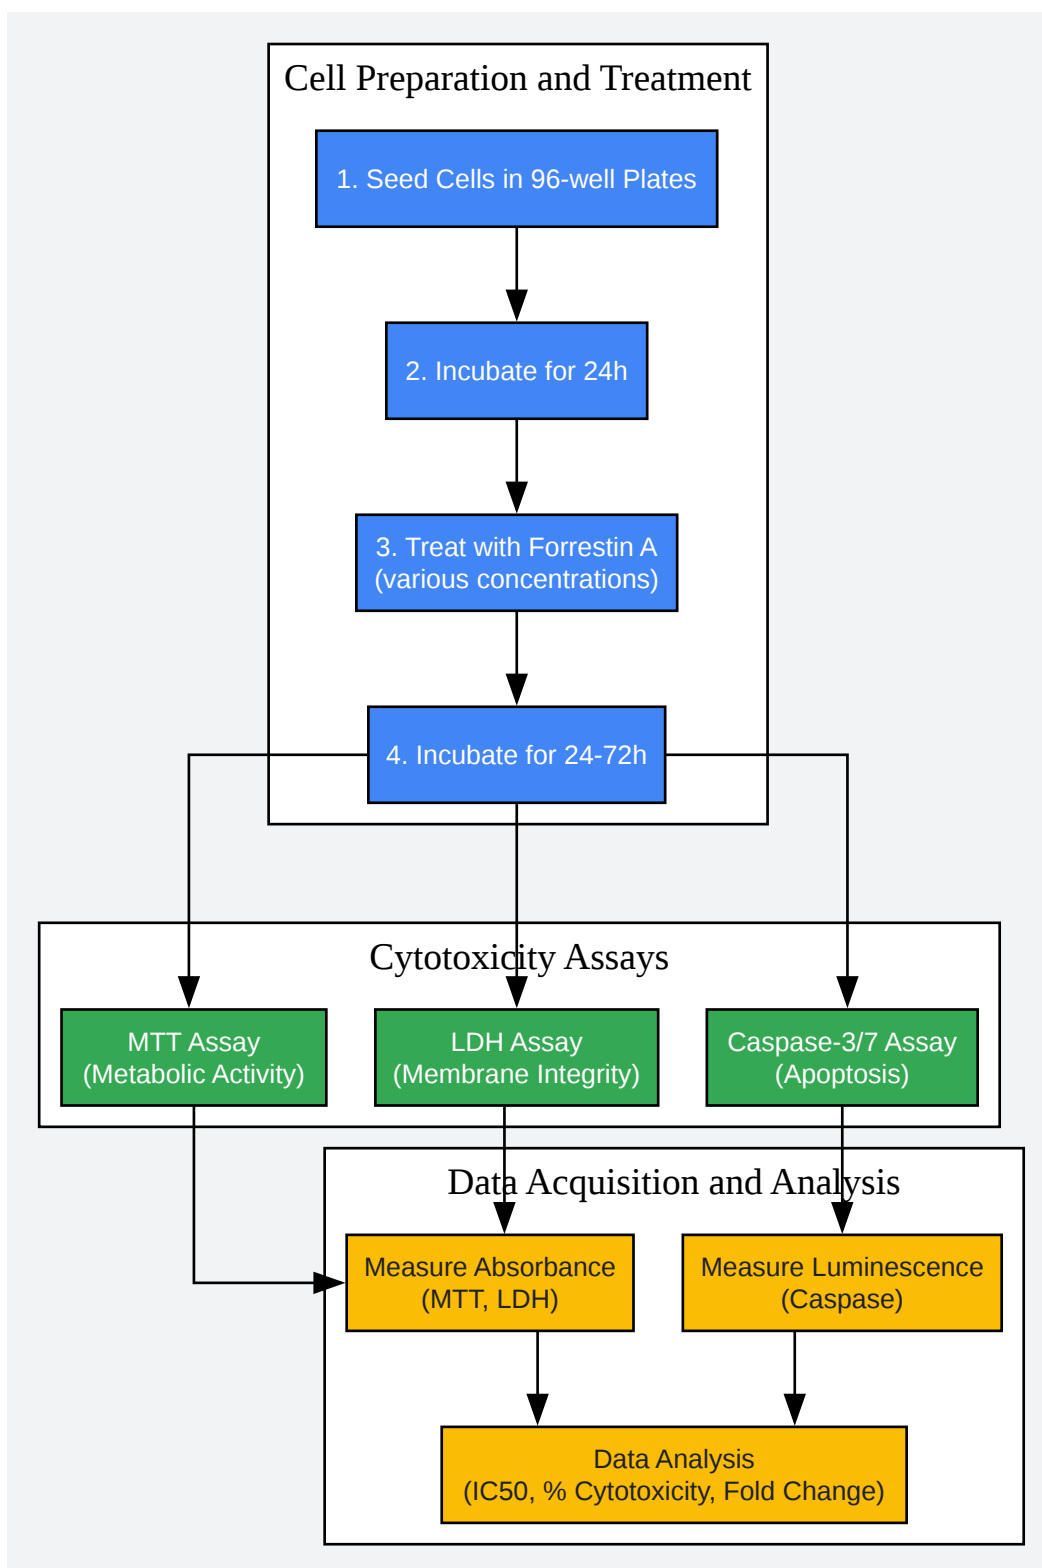 Cell Preparation and Treatment
1. Seed Cells in 96-well Plates
2. Incubate for 24h
3. Treat with Forrestin A
(various concentrations)
4. Incubate for 24-72h
Cytotoxicity Assays
MTT Assay
(Metabolic Activity)
LDH Assay
(Membrane Integrity)
Caspase-3/7 Assay
(Apoptosis)
Data Acquisition and Analysis
Measure Absorbance
(MTT, LDH)
Measure Luminescence
(Caspase)
Data Analysis
(IC50, % Cytotoxicity, Fold Change)